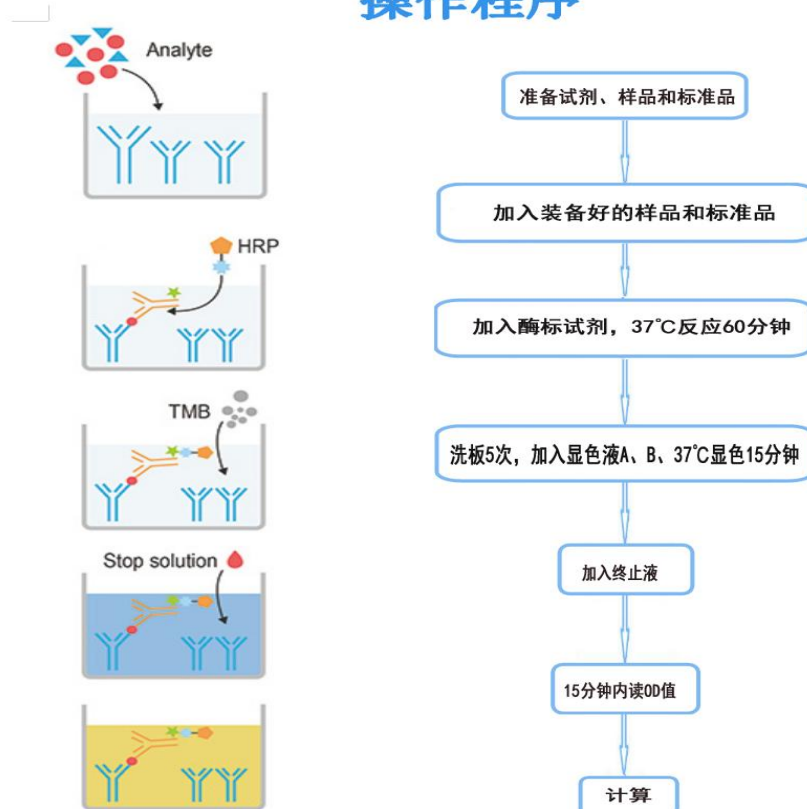 操作程序
Analyte
HRP
TMB
Stop solution
准备试剂、样品和标准品
加入装备好的样品和标准品
加入酶标试剂，37℃反应60分钟
洗板5次，加入显色液A、B、37℃显色15分钟
加入终止液
15分钟内读OD值
计算